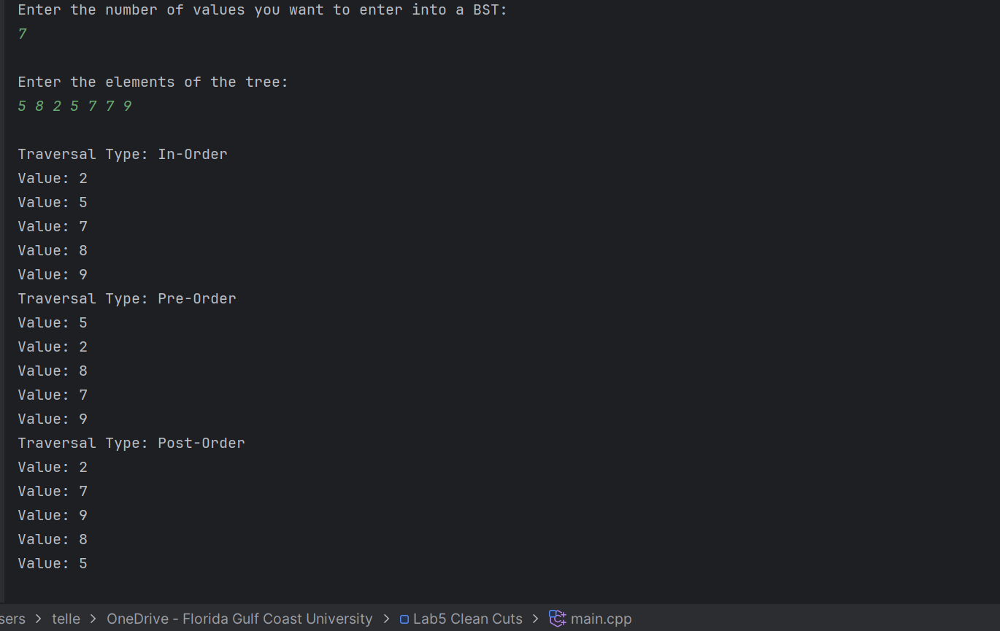 Enter the number of values you want to enter into a BST:
7
Enter the elements of the tree:
5 8 2 5 7 7 9
Traversal Type: In-Order
Value: 2
Value: 5
Value: 7
Value: 8
Value: 9
Traversal Type: Pre-Order
Value: 5
Value: 2
Value: 8
Value: 7
Value: 9
Traversal Type: Post-Order
Value: 2
Value: 7
Value: 9
Value: 8
Value: 5
sers > telle > OneDrive - Florida Gulf Coast University > Lab5 Clean Cuts > main.cpp